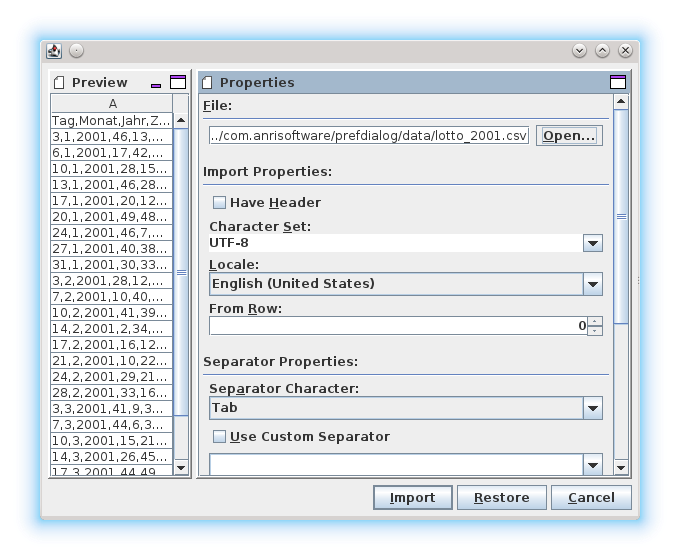 Preview
A
Tag,Monat,Jahr,Z...
3,1,2001,46,13,...
6,1,2001,17,42,...
10,1,2001,28,15...
13,1,2001,46,28...
17,1,2001,20,12...
20,1,2001,49,48...
24,1,2001,46,7,...
27,1,2001,40,38...
31,1,2001,30,33...
3,2,2001,28,12,...
7,2,2001,10,40,...
10,2,2001,41,39...
14,2,2001,2,34,...
17,2,2001,16,12...
21,2,2001,10,22...
24,2,2001,29,21...
28,2,2001,33,16...
3,3,2001,41,9,3...
7,3,2001,44,6,3...
10,3,2001,15,21...
14,3,2001,26,45...
17,3,2001,44,49...
Properties
File:
../com.anrisoftware/prefdialog/data/lotto_2001.csv
Open...
Import Properties:
Have Header
Character Set:
UTF-8
Locale:
English (United States)
From Row:
0
Separator Properties:
Separator Character:
Tab
Use Custom Separator
Import
Restore
Cancel